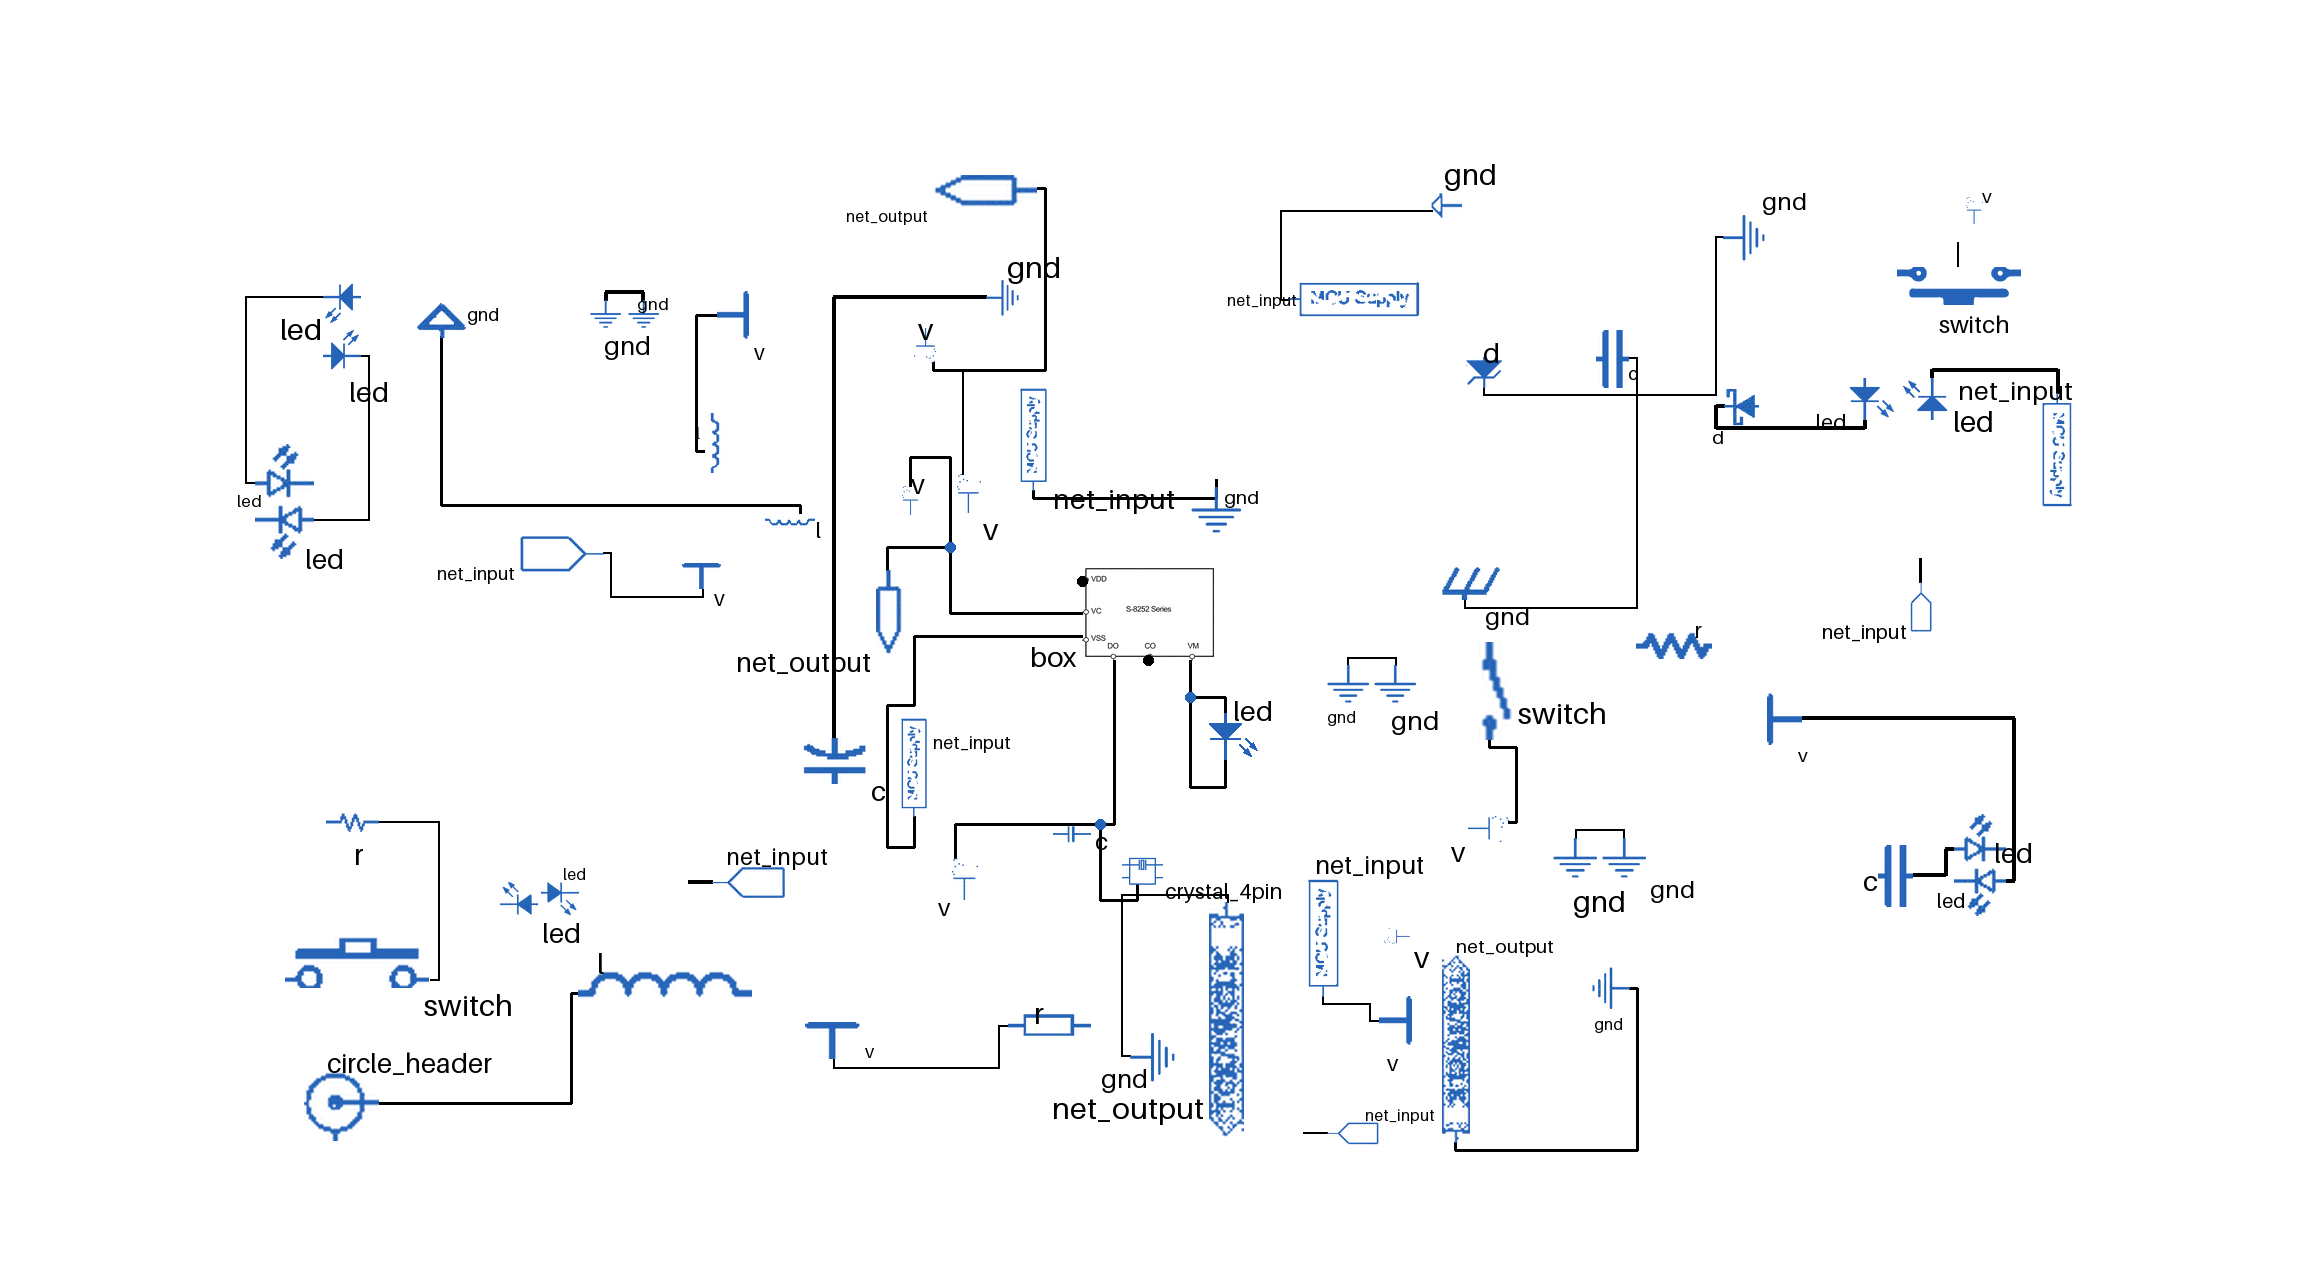 gnd
v
gnd
net_output
gnd
net_input
MCU Supply
gnd
gnd
v
switch
led
gnd
v
d
c
led
net_input
led
led
d
MCU Supply
l
v
led
net_input
gnd
v
l
led
net_input
v
VDD
VC
S-8252 Series
VSS
DO
CO
VM
box
net_output
gnd
net_input
r
led
gnd
gnd
switch
net_input
MCU Supply
v
c
c
r
net_input
v
led
net_input
gnd
gnd
c
led
led
led
led
v
crystal_4pin
MCU Supply
v
net_output
switch
r
v
gnd
circle_header
gnd
v
net_output
net_input
MCU Supply